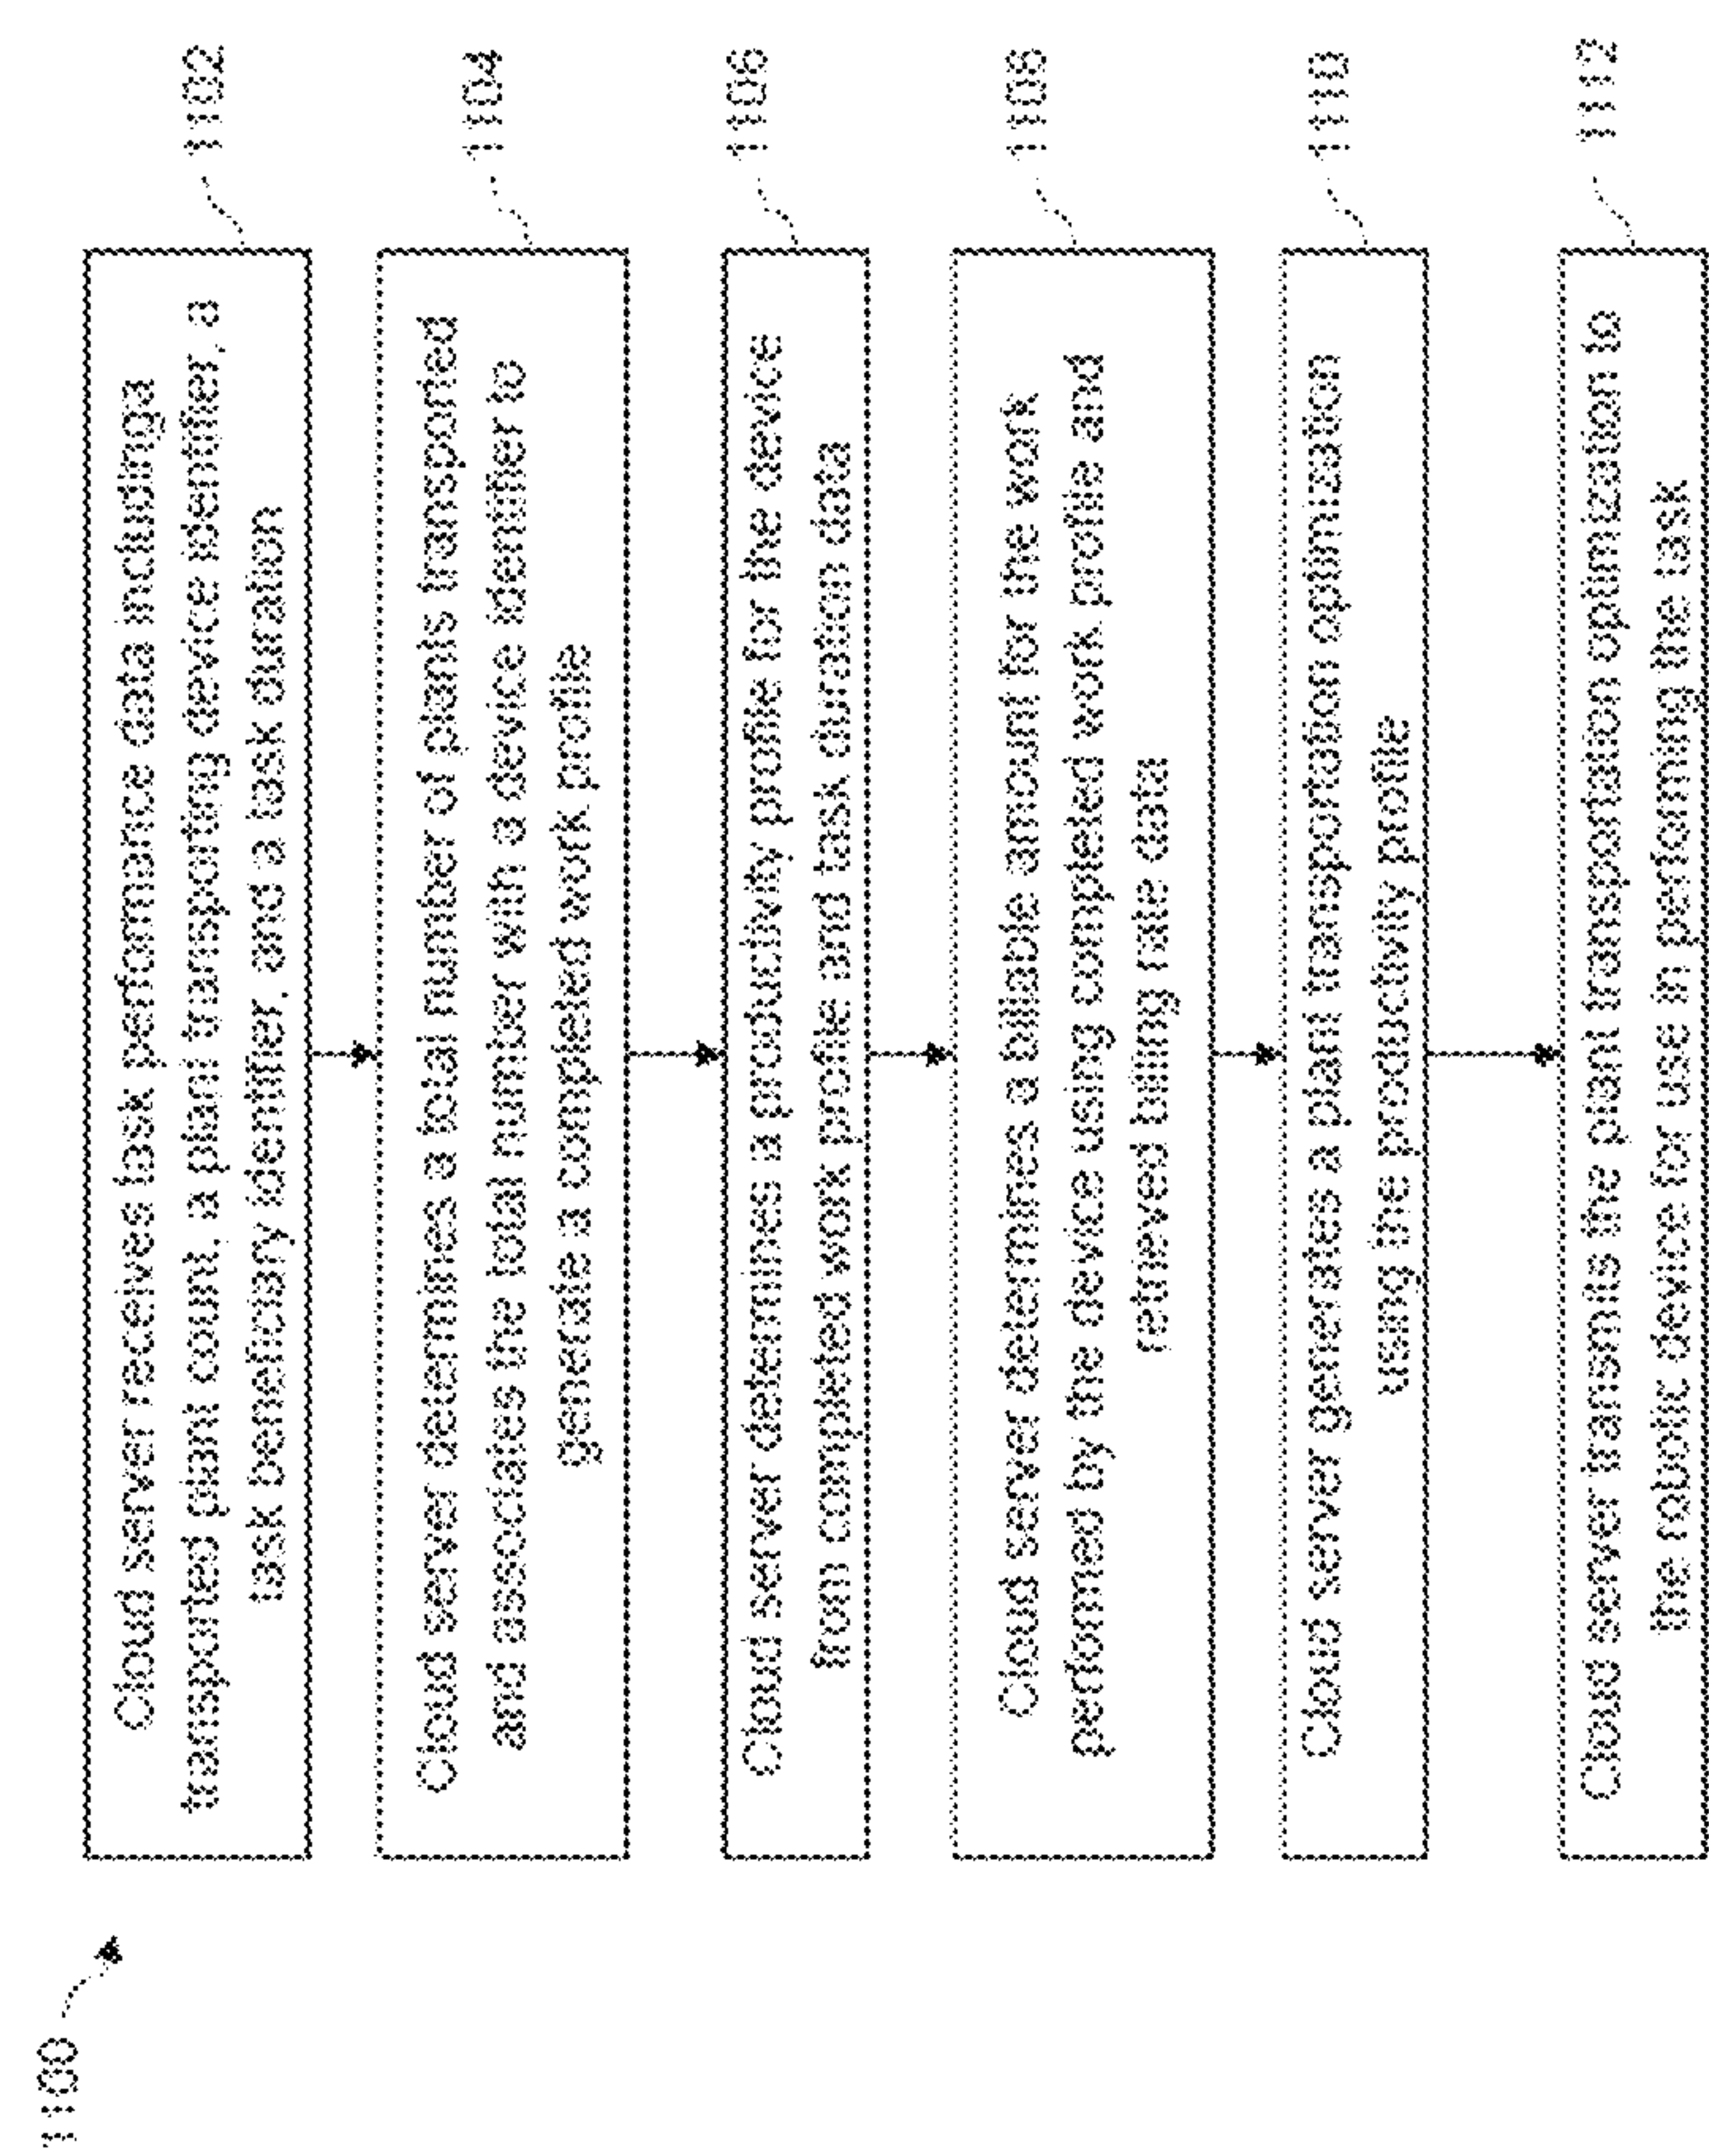 1100
Cloud server receives task performance data includinga
transported plant count, a plant transporting device identifier, a
task beneficiary identifier, and a task duration
1102
Cloud server determines a total number of plants transported
and associates the total number with a device identifier to
generate a completed work profile
1104
Cloud server determines a productivity profile for the device
from completed work profile and task duration data
1106
Cloud server determines a billable amount for the work
performed by the device using completed work profile and
retrieved billing rate data
1108
Cloud server generates a plant transportation optimization
using the productivity profile
1110
Cloud server transmits the plant transportation optimization to
the robotic device for use in performing the task
1112